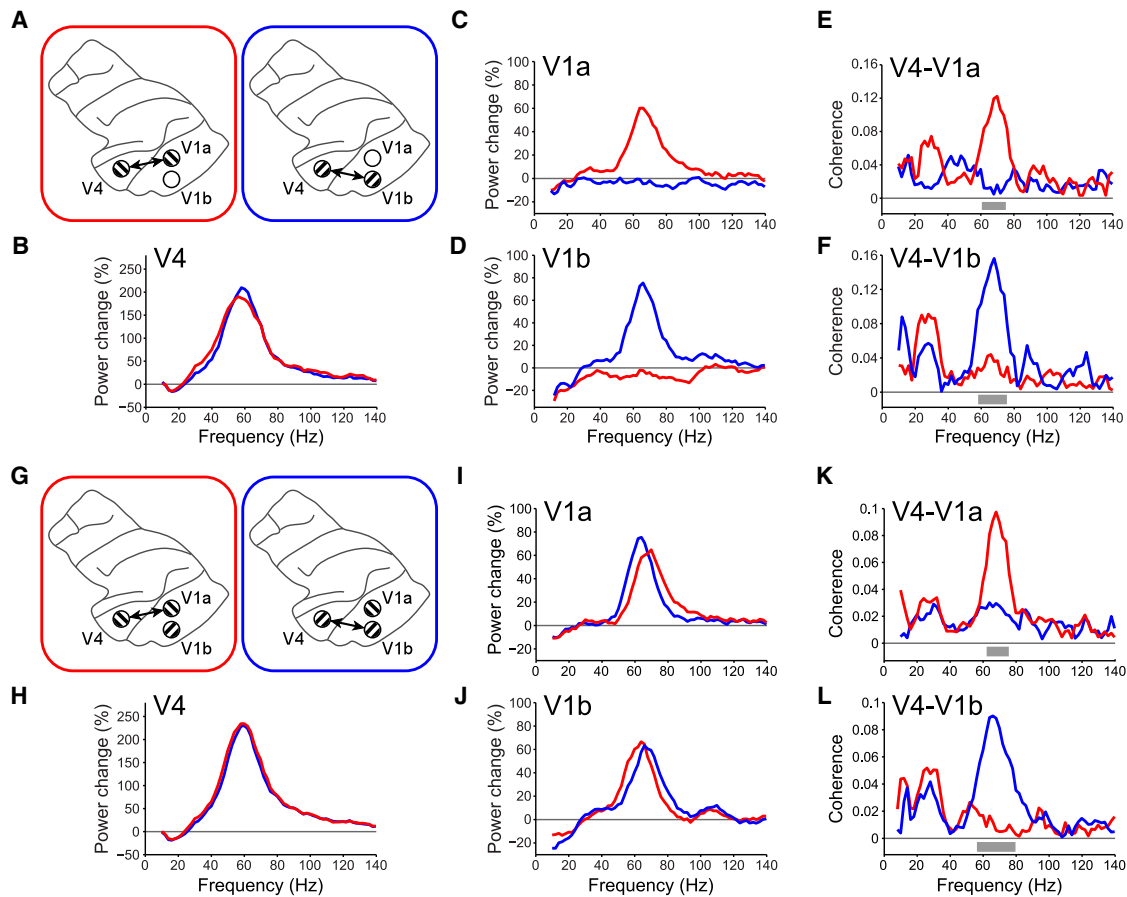 A
V1a
V4
V1b
V1a
V4
V1b
B
V4
Power change (%)
250
200
150
100
50
0
−50
0 20 40 60 80 100 120 140
Frequency (Hz)
C
V1a
Power change (%)
100
80
60
40
20
0
−20
0 20 40 60 80 100 120 140
D
V1b
Power change (%)
100
80
60
40
20
0
−20
0 20 40 60 80 100 120 140
Frequency (Hz)
E
V4-V1a
Coherence
0.16
0.12
0.08
0.04
0
0 20 40 60 80 100 120 140
F
V4-V1b
Coherence
0.16
0.12
0.08
0.04
0
0 20 40 60 80 100 120 140
Frequency (Hz)
G
V1a
V4
V1b
V1a
V4
V1b
H
V4
Power change (%)
250
200
150
100
50
0
−50
0 20 40 60 80 100 120 140
Frequency (Hz)
I
V1a
Power change (%)
100
80
60
40
20
0
−20
0 20 40 60 80 100 120 140
J
V1b
Power change (%)
100
80
60
40
20
0
−20
0 20 40 60 80 100 120 140
Frequency (Hz)
K
V4-V1a
Coherence
0.1
0.08
0.06
0.04
0.02
0
0 20 40 60 80 100 120 140
L
V4-V1b
Coherence
0.1
0.08
0.06
0.04
0.02
0
0 20 40 60 80 100 120 140
Frequency (Hz)